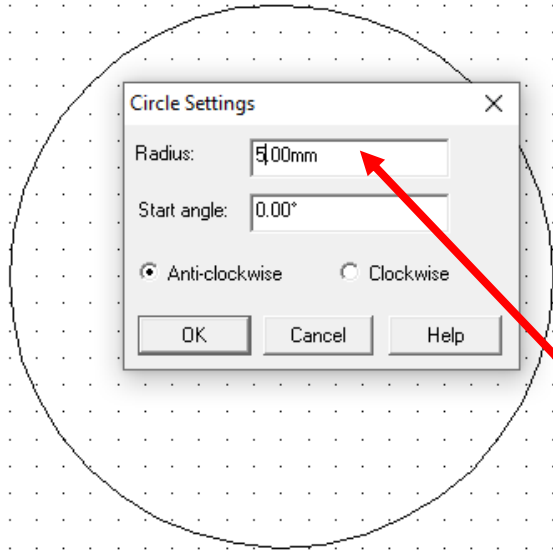 Circle Settings
Radius: 5.00mm
Start angle: 0.00°
Anti-clockwise Clockwise
OK Cancel Help